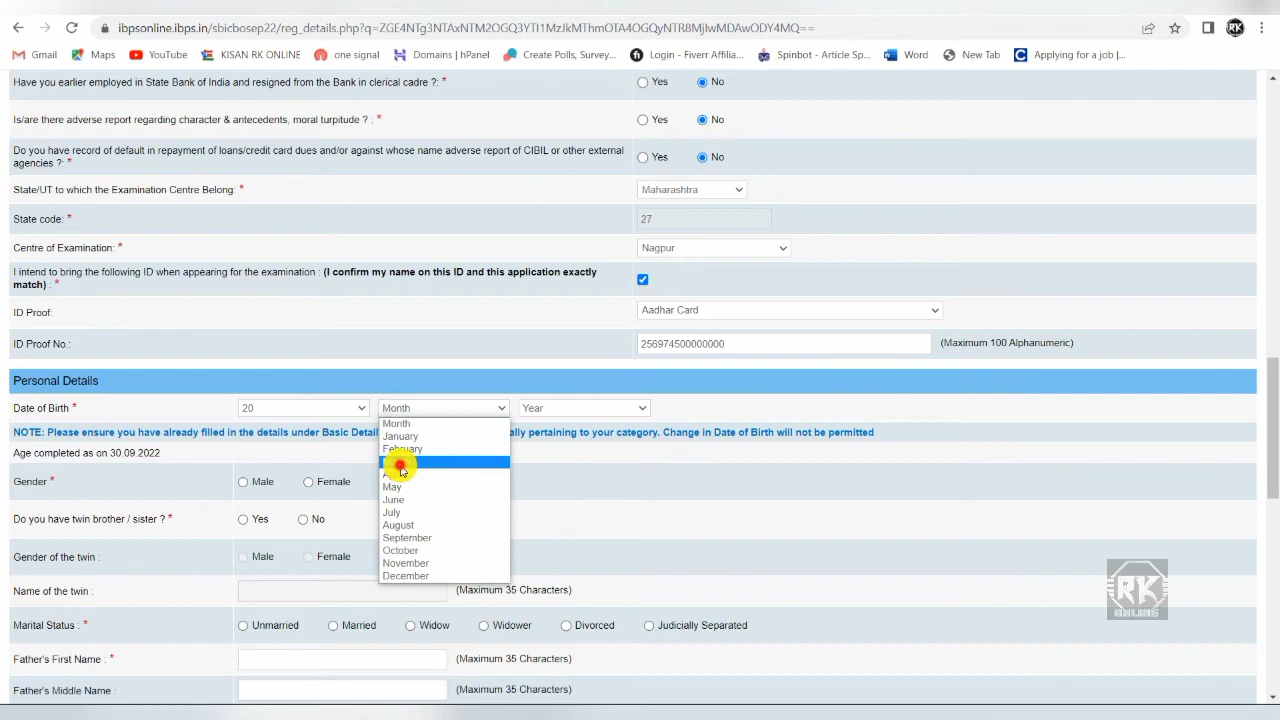 ibpsonline.ibps.in/sbicbosep22/reg_details.php?q=ZGE4NTg3NTAxNTM2OGQ3YTI1MzJkMThmOTA4OGQyNTR8MjIwMDAwODY4MQ==
Gmail Maps YouTube KISAN RK ONLINE one signal Domains | hPanel Create Polls, Survey... Login - Fiverr Affilia... Spinbot - Article Sp... Word New Tab Applying for a job |...
Have you earlier employed in State Bank of India and resigned from the Bank in clerical cadre ?: * Yes No
Is/are there adverse report regarding character & antecedents, moral turpitude ? : * Yes No
Do you have record of default in repayment of loans/credit card dues and/or against whose name adverse report of CIBIL or other external
agencies ?: * Yes No
State/UT to which the Examination Centre Belong: * Maharashtra
State code: * 27
Centre of Examination: * Nagpur
I intend to bring the following ID when appearing for the examination : (I confirm my name on this ID and this application exactly
match) : *
ID Proof: Aadhar Card
ID Proof No.: 256974500000000 (Maximum 100 Alphanumeric)
Personal Details
Date of Birth * 20 Month Year
Month
January
NOTE: Please ensure you have already filled in the details under Basic Detai ally pertaining to your category. Change in Date of Birth will not be permitted
February
Age completed as on 30.09.2022
Gender * Male Female
May
June
July
Do you have twin brother / sister ? * Yes No
August
September
October
Gender of the twin : Male Female
November
December
Name of the twin : (Maximum 35 Characters)
RK
ONLINE
Marital Status : * Unmarried Married Widow Widower Divorced Judicially Separated
Father's First Name : * (Maximum 35 Characters)
Father's Middle Name : (Maximum 35 Characters)